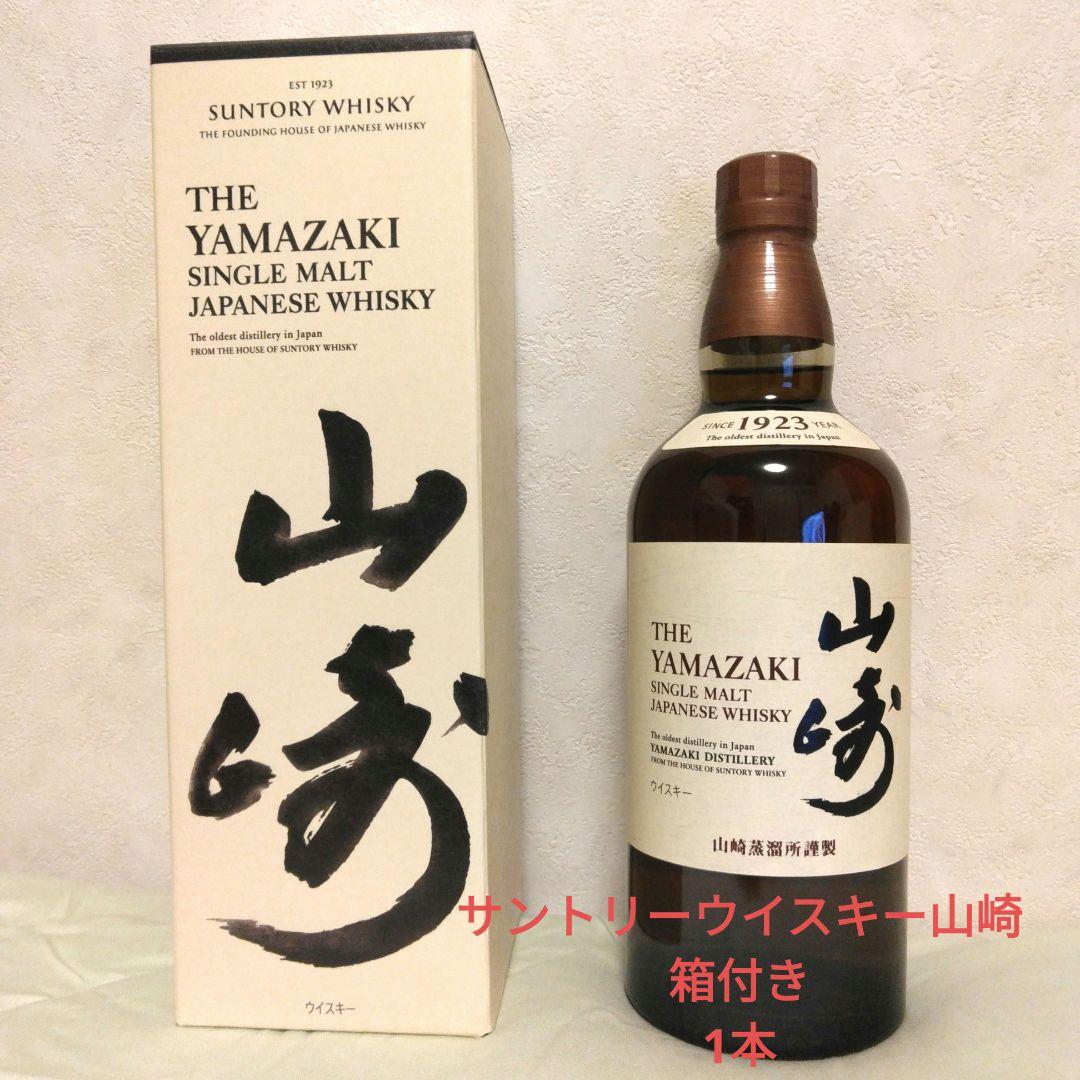 EST 1923
SUNTORY WHISKY
THE FOUNDING HOUSE OF JAPANESE WHISKY
THE
YAMAZAKI
SINGLE MALT
JAPANESE WHISKY
The oldest distillery in Japan
FROM THE HOUSE OF SUNTORY WHISKY
山
崎
ウイスキー
SINCE 1923 YEAR
The oldest distillery in Japan
THE
YAMAZAKI
SINGLE MALT
JAPANESE WHISKY
The oldest distillery in Japan
YAMAZAKI DISTILLERY
FROM THE HOUSE OF SUNTORY WHISKY
ウイスキー
山
崎
山崎蒸溜所謹製
サントリーウイスキー山崎
箱付き
1本